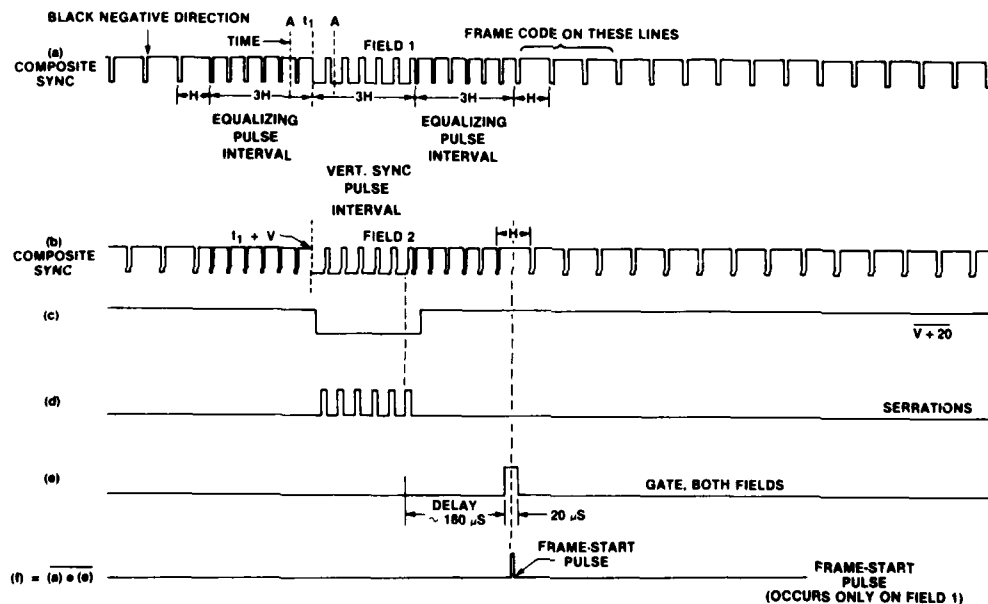 BLACK NEGATIVE DIRECTION
A t₁ A
TIME
FIELD 1
FRAME CODE ON THESE LINES
(a)
COMPOSITE
SYNC
H 3H 3H 3H H
EQUALIZING
PULSE
INTERVAL
EQUALIZING
PULSE
INTERVAL
VERT. SYNC
PULSE
INTERVAL
t₁ + V
FIELD 2
H
(b)
COMPOSITE
SYNC
(c)
V + 20
(d)
SERRATIONS
(e)
GATE, BOTH FIELDS
DELAY
~ 180 µS
20 µS
FRAME-START
PULSE
(f) = (a) • (e)
FRAME-START
PULSE
(OCCURS ONLY ON FIELD 1)